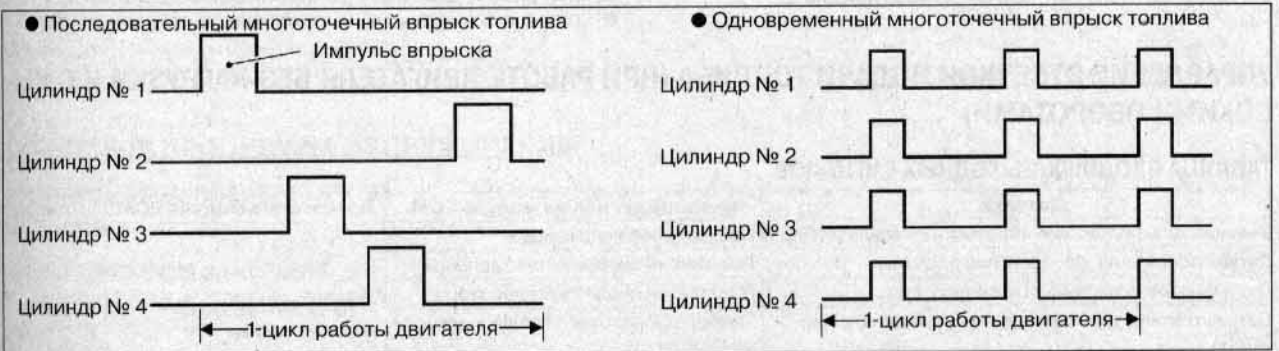 ● Последовательный многоточечный впрыск топлива
Импульс впрыска
Цилиндр № 1
Цилиндр № 2
Цилиндр № 3
Цилиндр № 4
1-цикл работы двигателя
● Одновременный многоточечный впрыск топлива
Цилиндр № 1
Цилиндр № 2
Цилиндр № 3
Цилиндр № 4
1-цикл работы двигателя